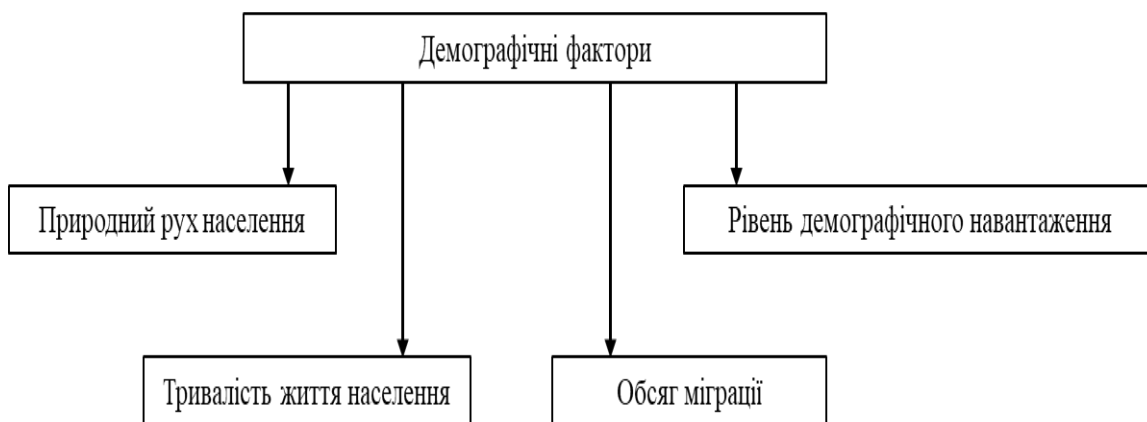 Демографічні фактори
Природний рух населення
Рівень демографічного навантаження
Тривалість життя населення
Обсяг міграції